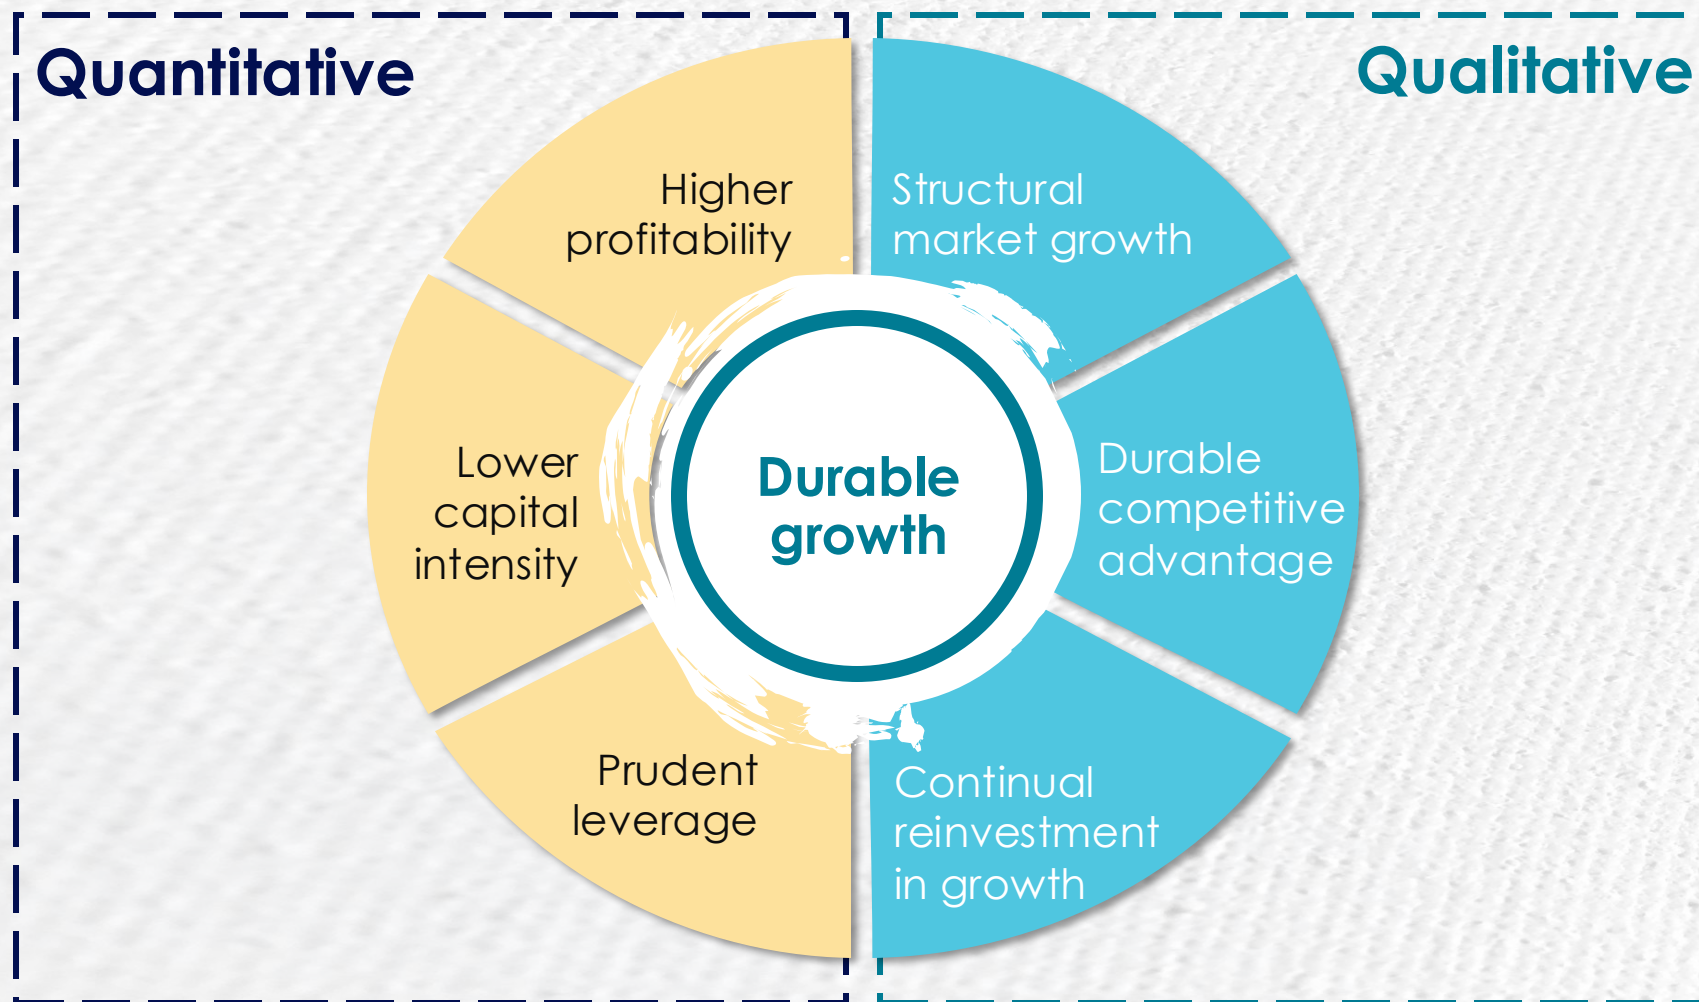 Quantitative
Qualitative
Higher
profitability
Structural
market growth
Lower
capital
intensity
Durable
growth
Durable
competitive
advantage
Prudent
leverage
Continual
reinvestment
in growth